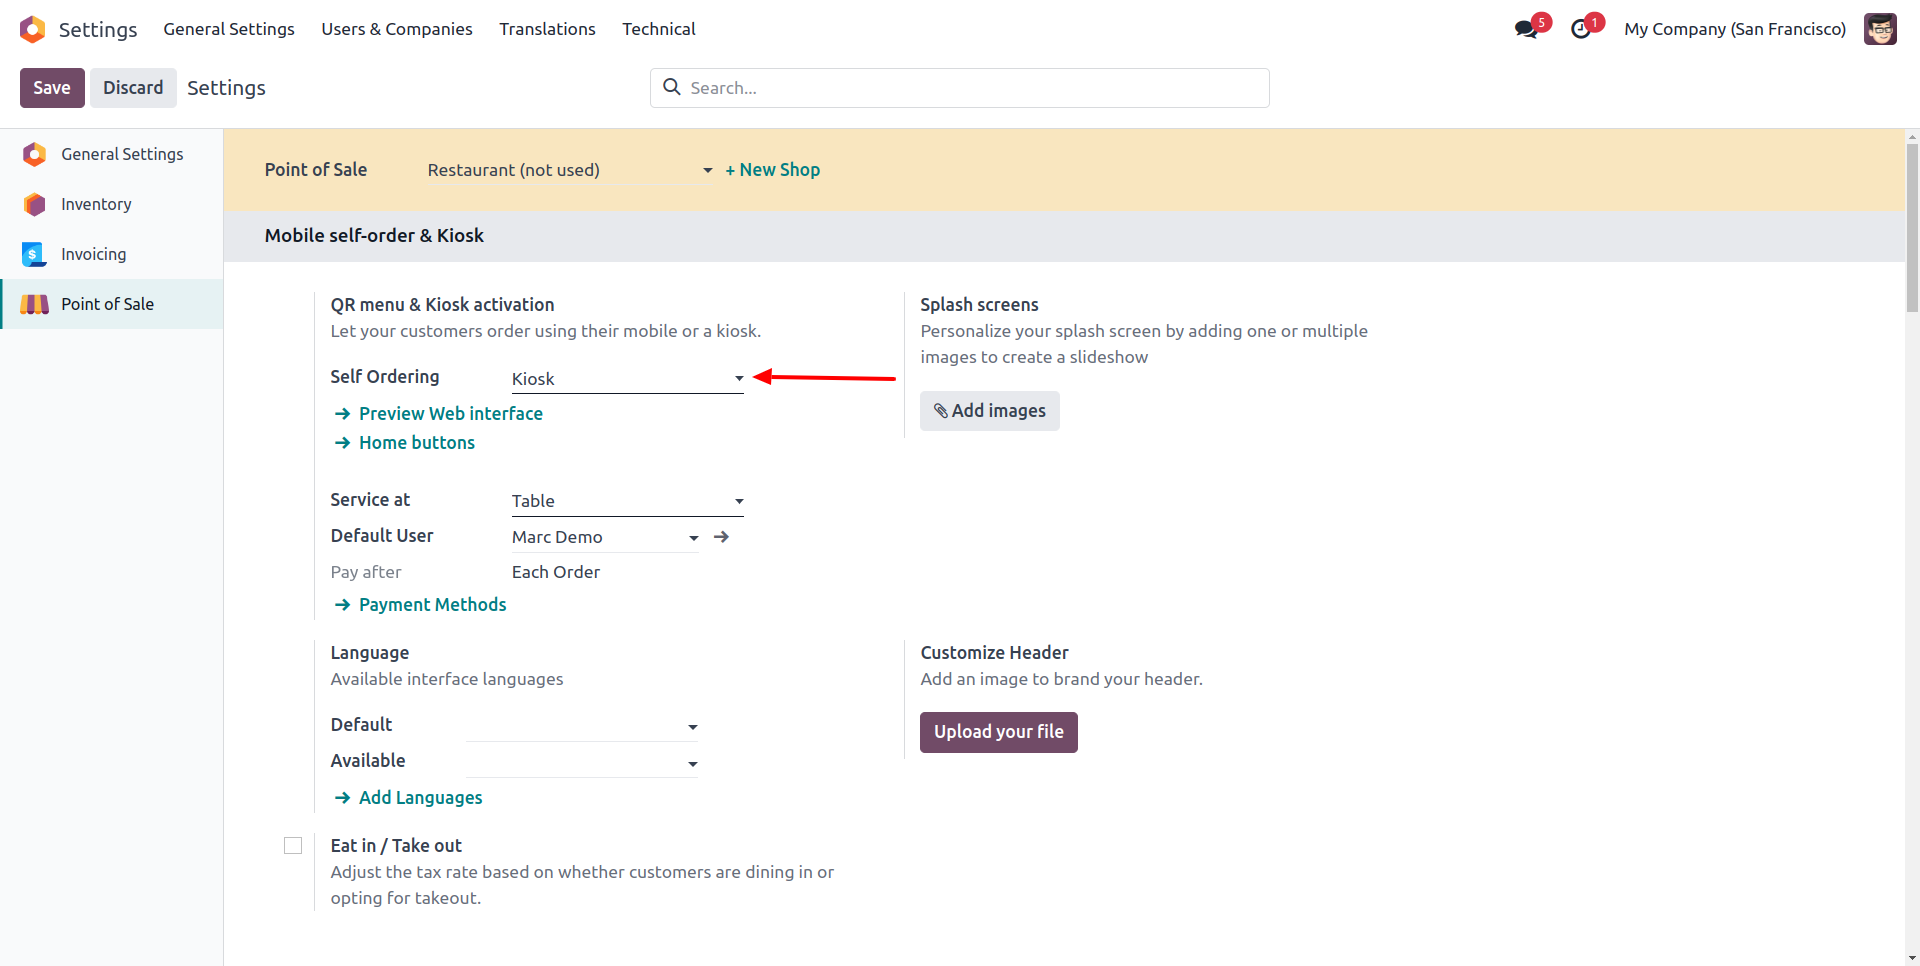 Settings General Settings Users & Companies Translations Technical 5 1 My Company (San Francisco)
Save Discard Settings Search...
General Settings
Inventory
Invoicing
Point of Sale
Point of Sale Restaurant (not used) + New Shop
Mobile self-order & Kiosk
QR menu & Kiosk activation
Let your customers order using their mobile or a kiosk.
Self Ordering Kiosk
Preview Web interface
Home buttons
Service at Table
Default User Marc Demo
Pay after Each Order
Payment Methods
Splash screens
Personalize your splash screen by adding one or multiple
images to create a slideshow
Add images
Language
Available interface languages
Default
Available
Add Languages
Customize Header
Add an image to brand your header.
Upload your file
Eat in / Take out
Adjust the tax rate based on whether customers are dining in or
opting for takeout.